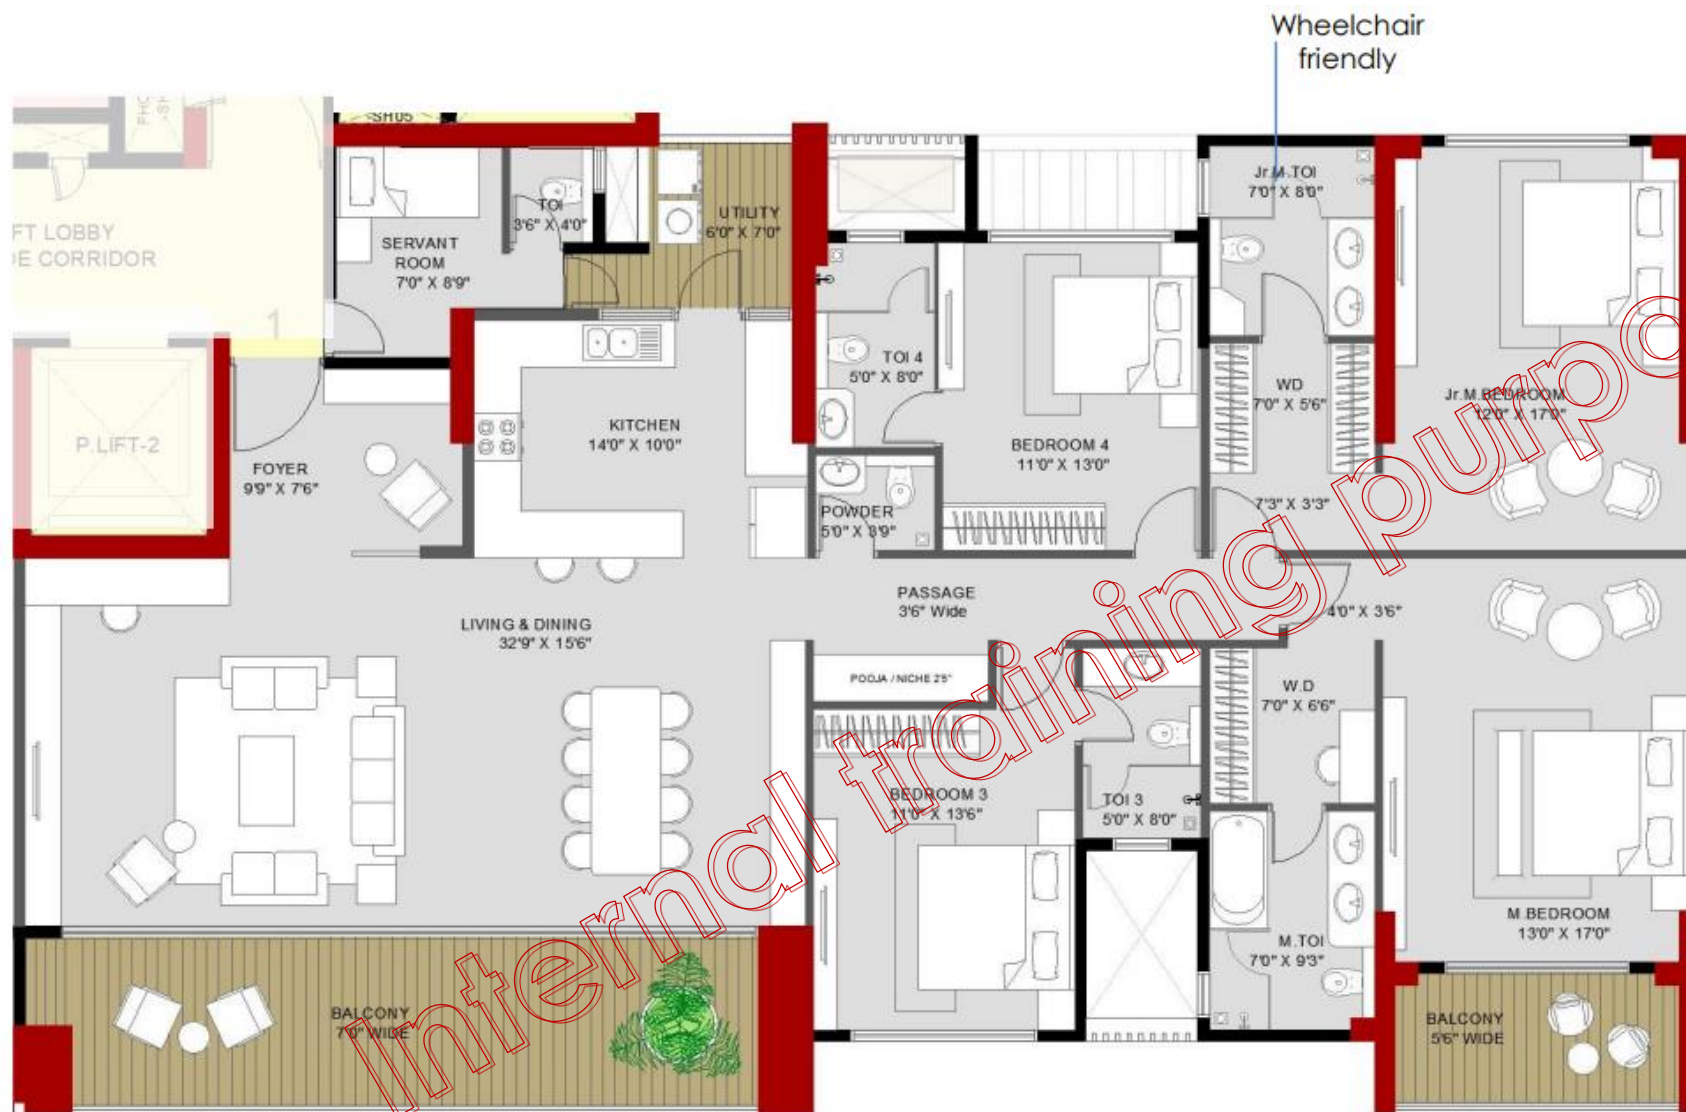 Wheelchair
friendly
SH05
FT LOBBY
DE CORRIDOR
1
P.LIFT-2
SERVANT
ROOM
7'0" X 8'9"
TOI
3'6" X 4'0"
UTILITY
6'0" X 7'0"
Jr.M.TOI
7'0" X 8'0"
KITCHEN
14'0" X 10'0"
FOYER
9'9" X 7'6"
TOI 4
5'0" X 8'0"
BEDROOM 4
11'0" X 13'0"
WD
7'0" X 5'6"
Jr.M.BEDROOM
12'0" X 17'0"
POWDER
5'0" X 3'9"
7'3" X 3'3"
PASSAGE
3'6" Wide
4'0" X 3'6"
LIVING & DINING
32'9" X 15'6"
POOJA / NICHE 2'5"
W.D
7'0" X 6'6"
BEDROOM 3
11'0" X 13'6"
TOI 3
5'0" X 8'0"
M.TOI
7'0" X 9'3"
M.BEDROOM
13'0" X 17'0"
BALCONY
7'0" WIDE
BALCONY
5'6" WIDE
Internal training purpo